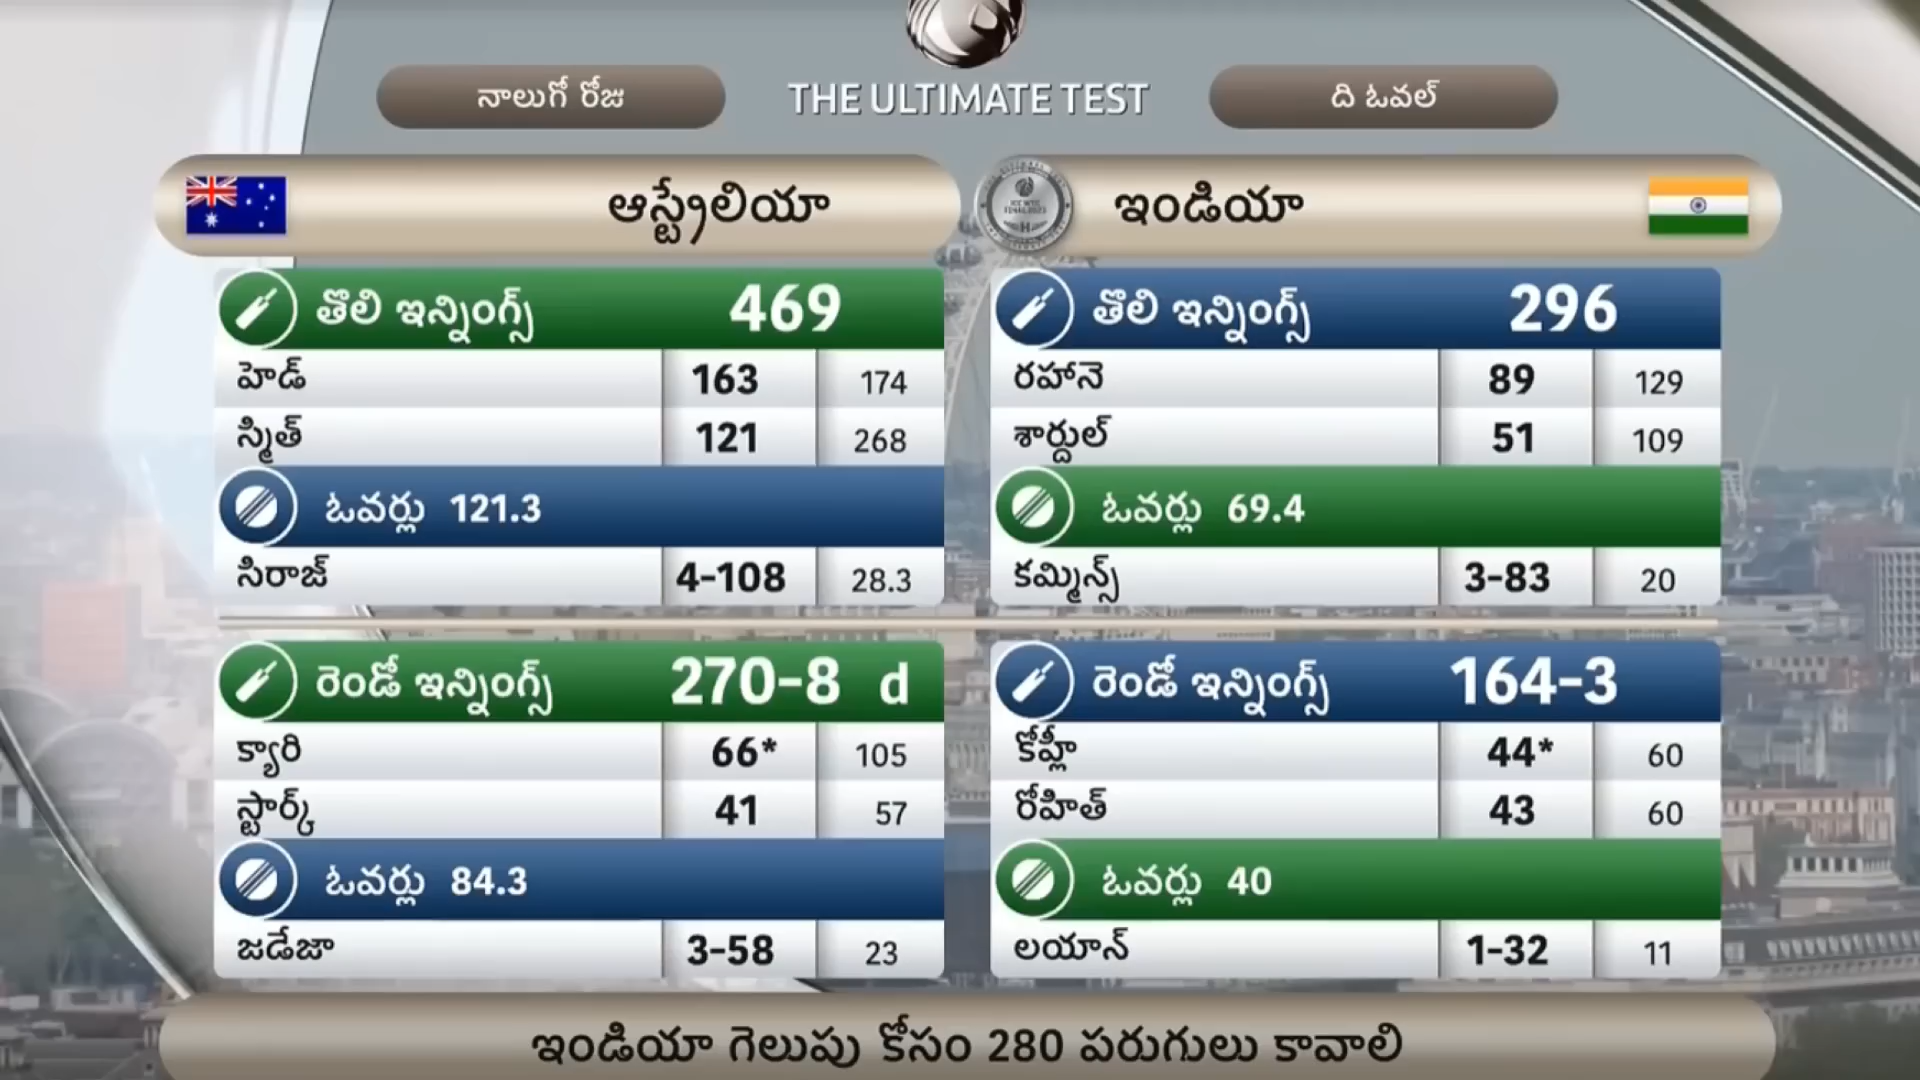 నాలుగో రోజు
THE ULTIMATE TEST
ది ఓవల్
ఆస్ట్రేలియా
ఇండియా
తొలి ఇన్నింగ్స్ 469
హెడ్ 163 174
స్మిత్ 121 268
ఓవర్లు 121.3
సిరాజ్ 4-108 28.3
తొలి ఇన్నింగ్స్ 296
రహానె 89 129
శార్దుల్ 51 109
ఓవర్లు 69.4
కమ్మిన్స్ 3-83 20
రెండో ఇన్నింగ్స్ 270-8 d
క్యారి 66* 105
స్టార్క్ 41 57
ఓవర్లు 84.3
జడేజా 3-58 23
రెండో ఇన్నింగ్స్ 164-3
కోహ్లీ 44* 60
రోహిత్ 43 60
ఓవర్లు 40
లయాన్ 1-32 11
ఇండియా గెలుపు కోసం 280 పరుగులు కావాలి